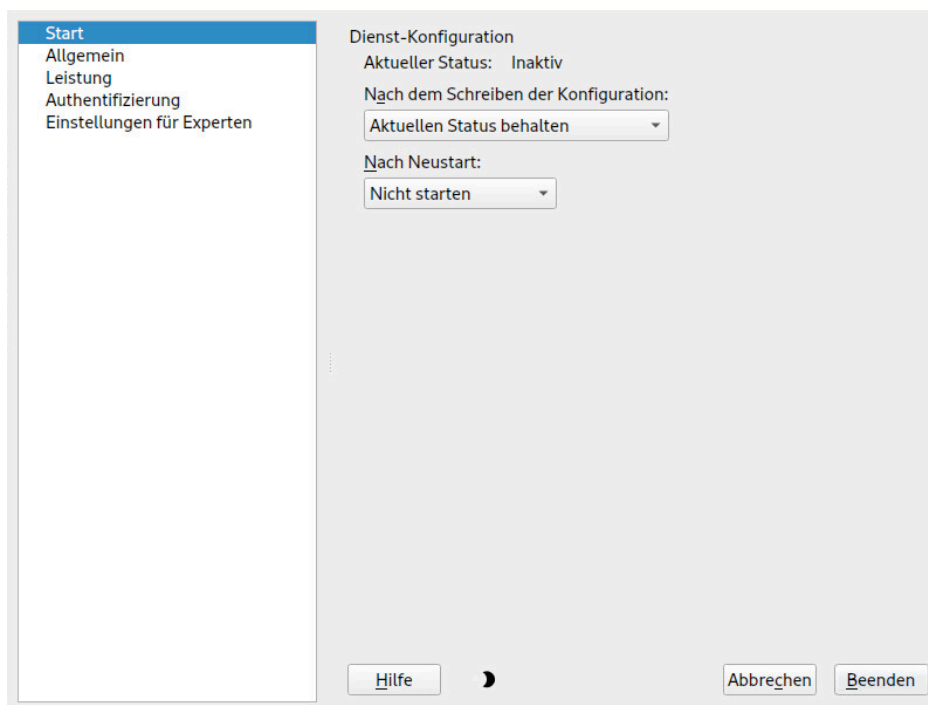 Start
Allgemein
Leistung
Authentifizierung
Einstellungen für Experten
Dienst-Konfiguration
Aktueller Status: Inaktiv
Nach dem Schreiben der Konfiguration:
Aktuellen Status behalten
Nach Neustart:
Nicht starten
Hilfe
Abbrechen
Beenden